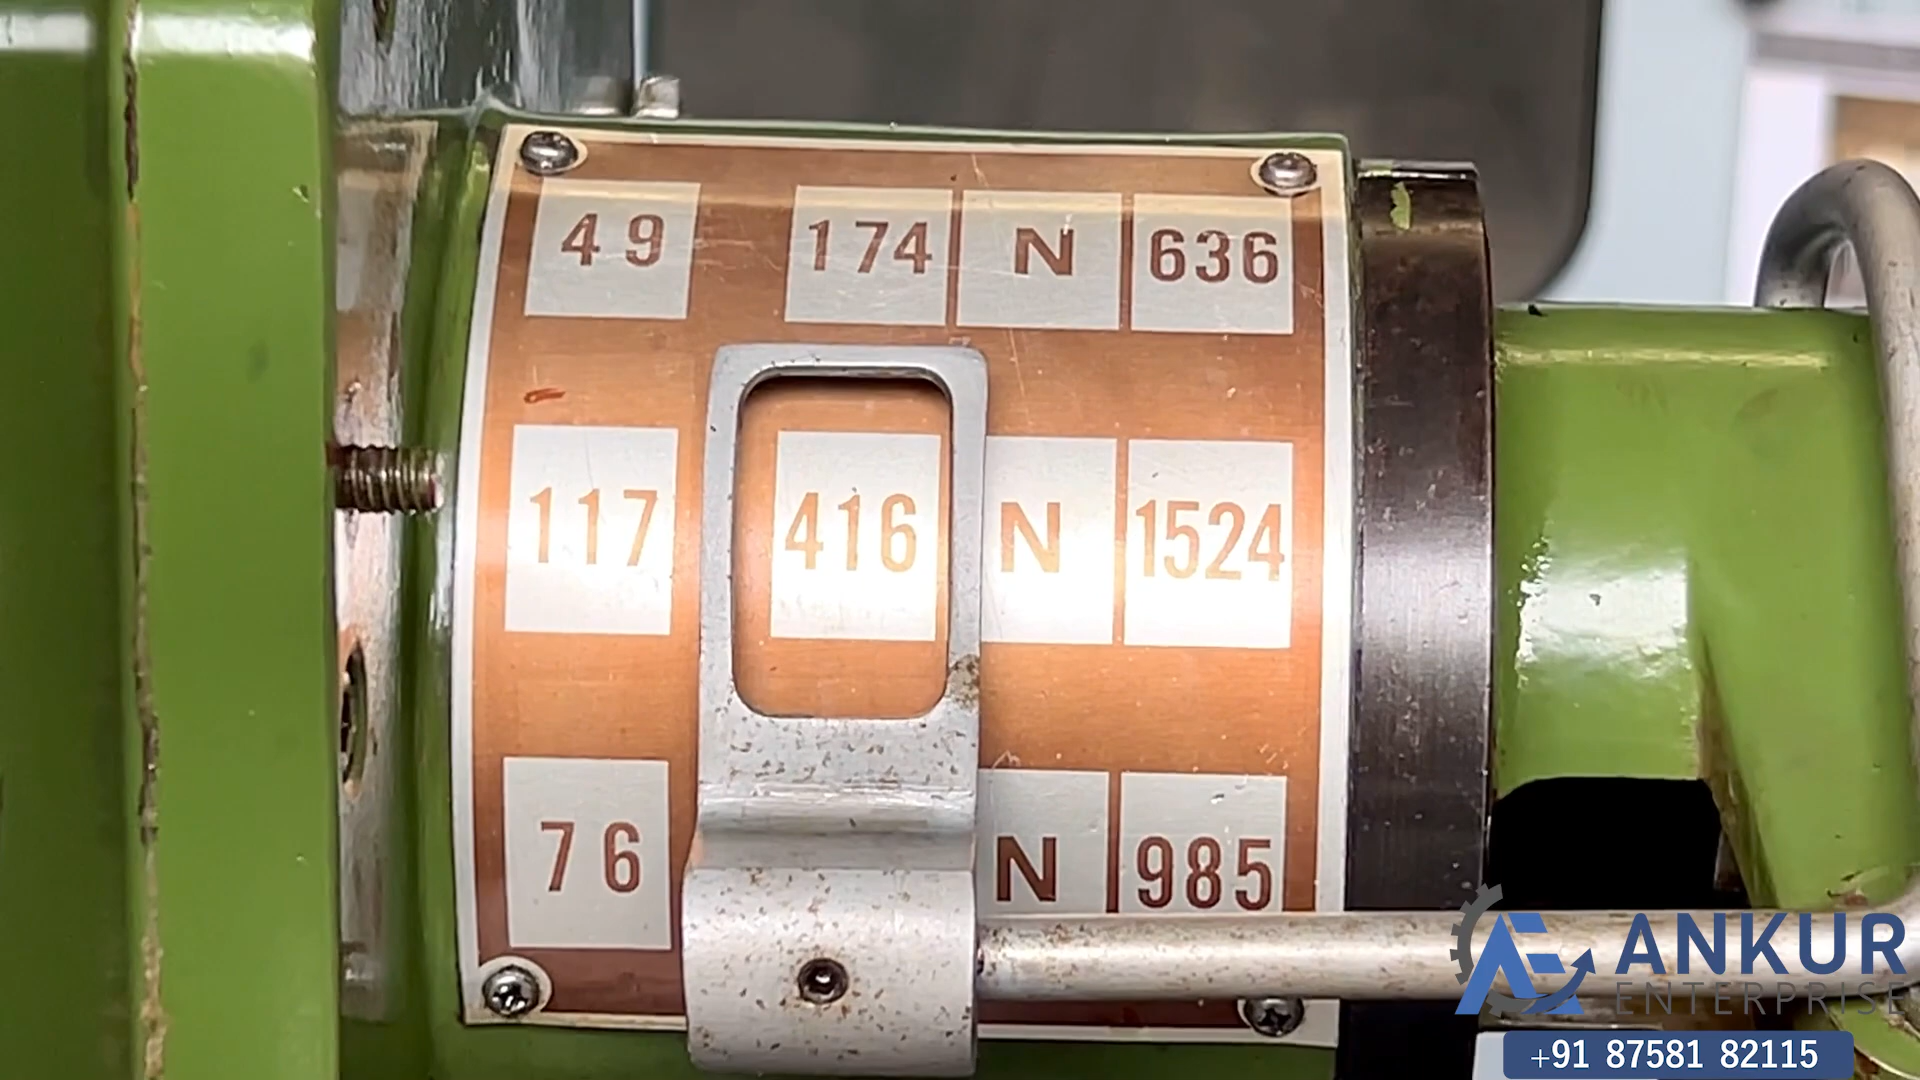 49 174 N 636
117 416 N 1524
76 N 985
ANKUR
ENTERPRISE
+91 87581 82115